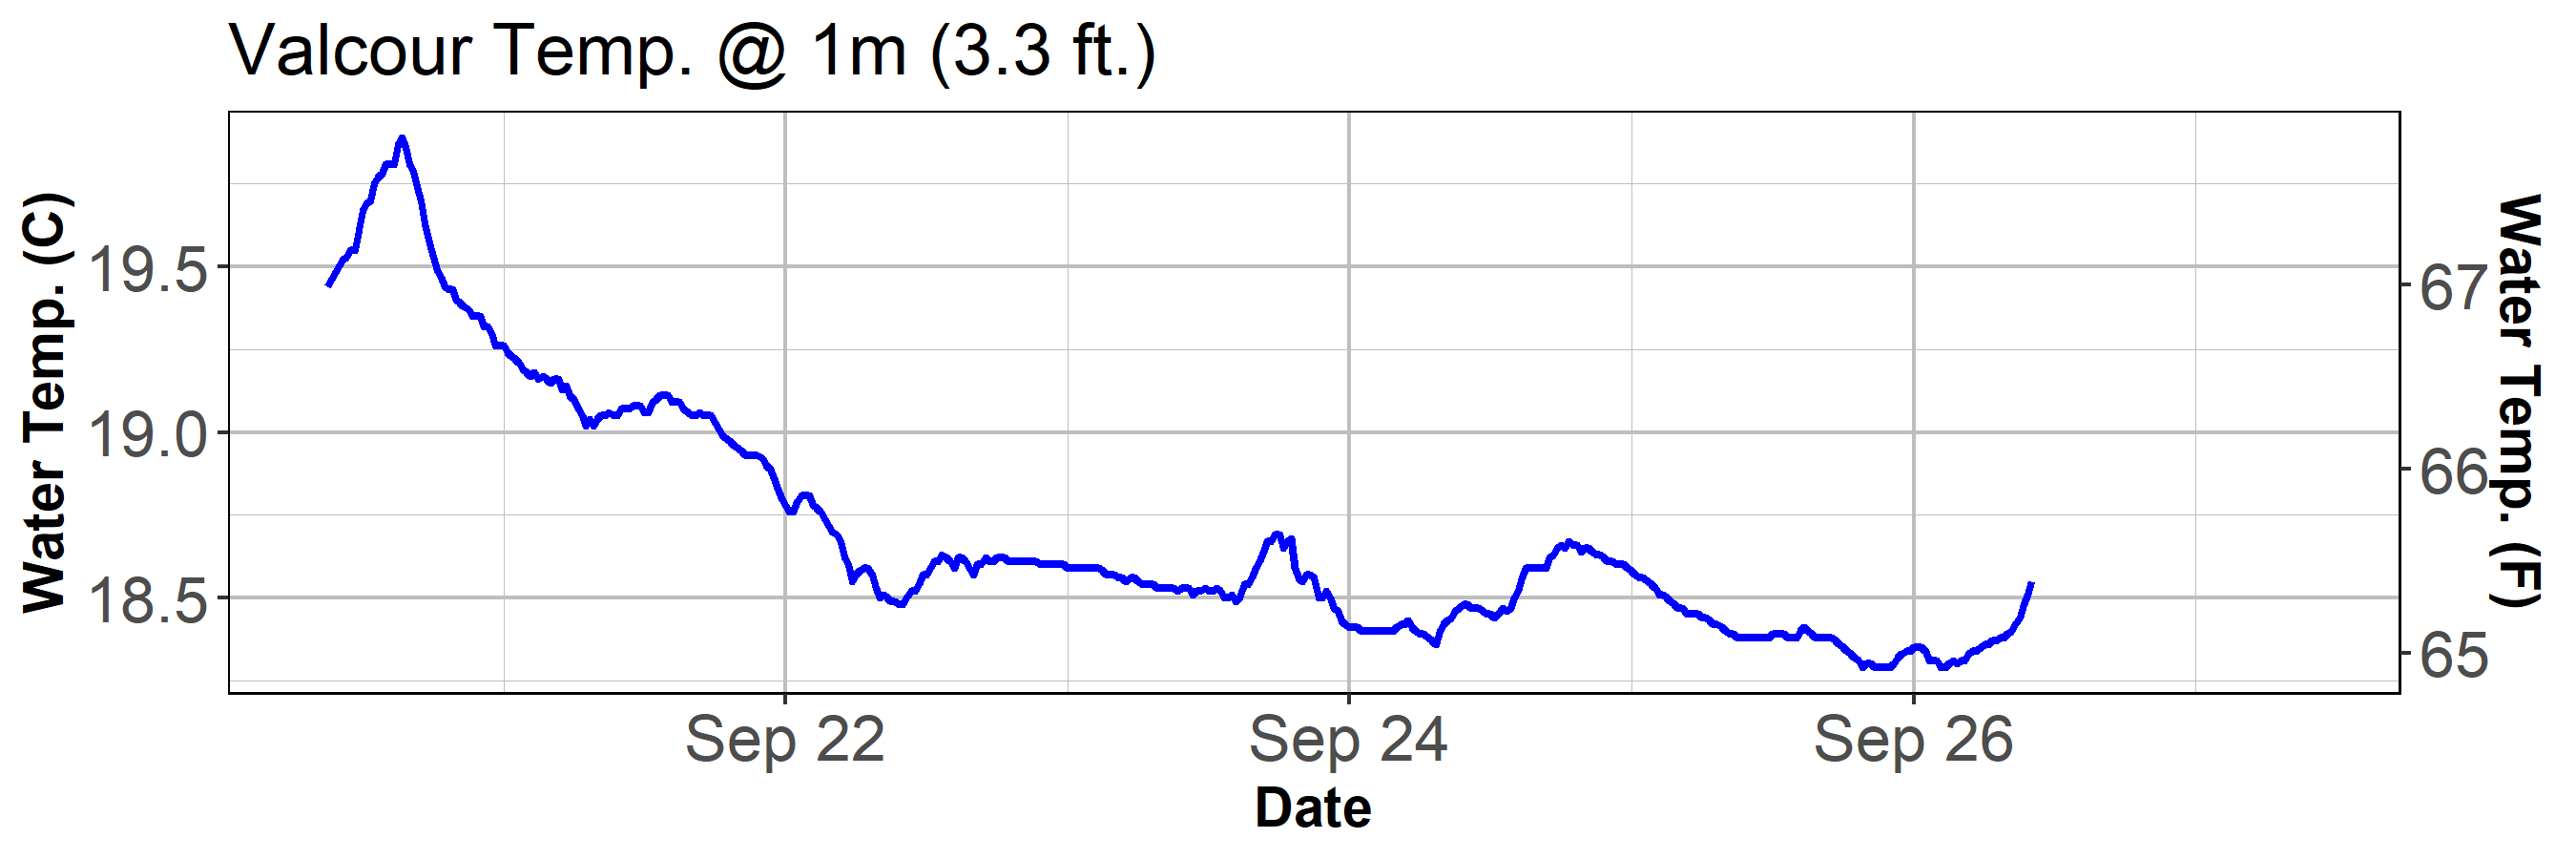 Valcour Temp. @ 1m (3.3 ft.)
Water Temp. (C)
19.5
19.0
18.5
67
66
65
Water Temp. (F)
Sep 22
Sep 24
Sep 26
Date